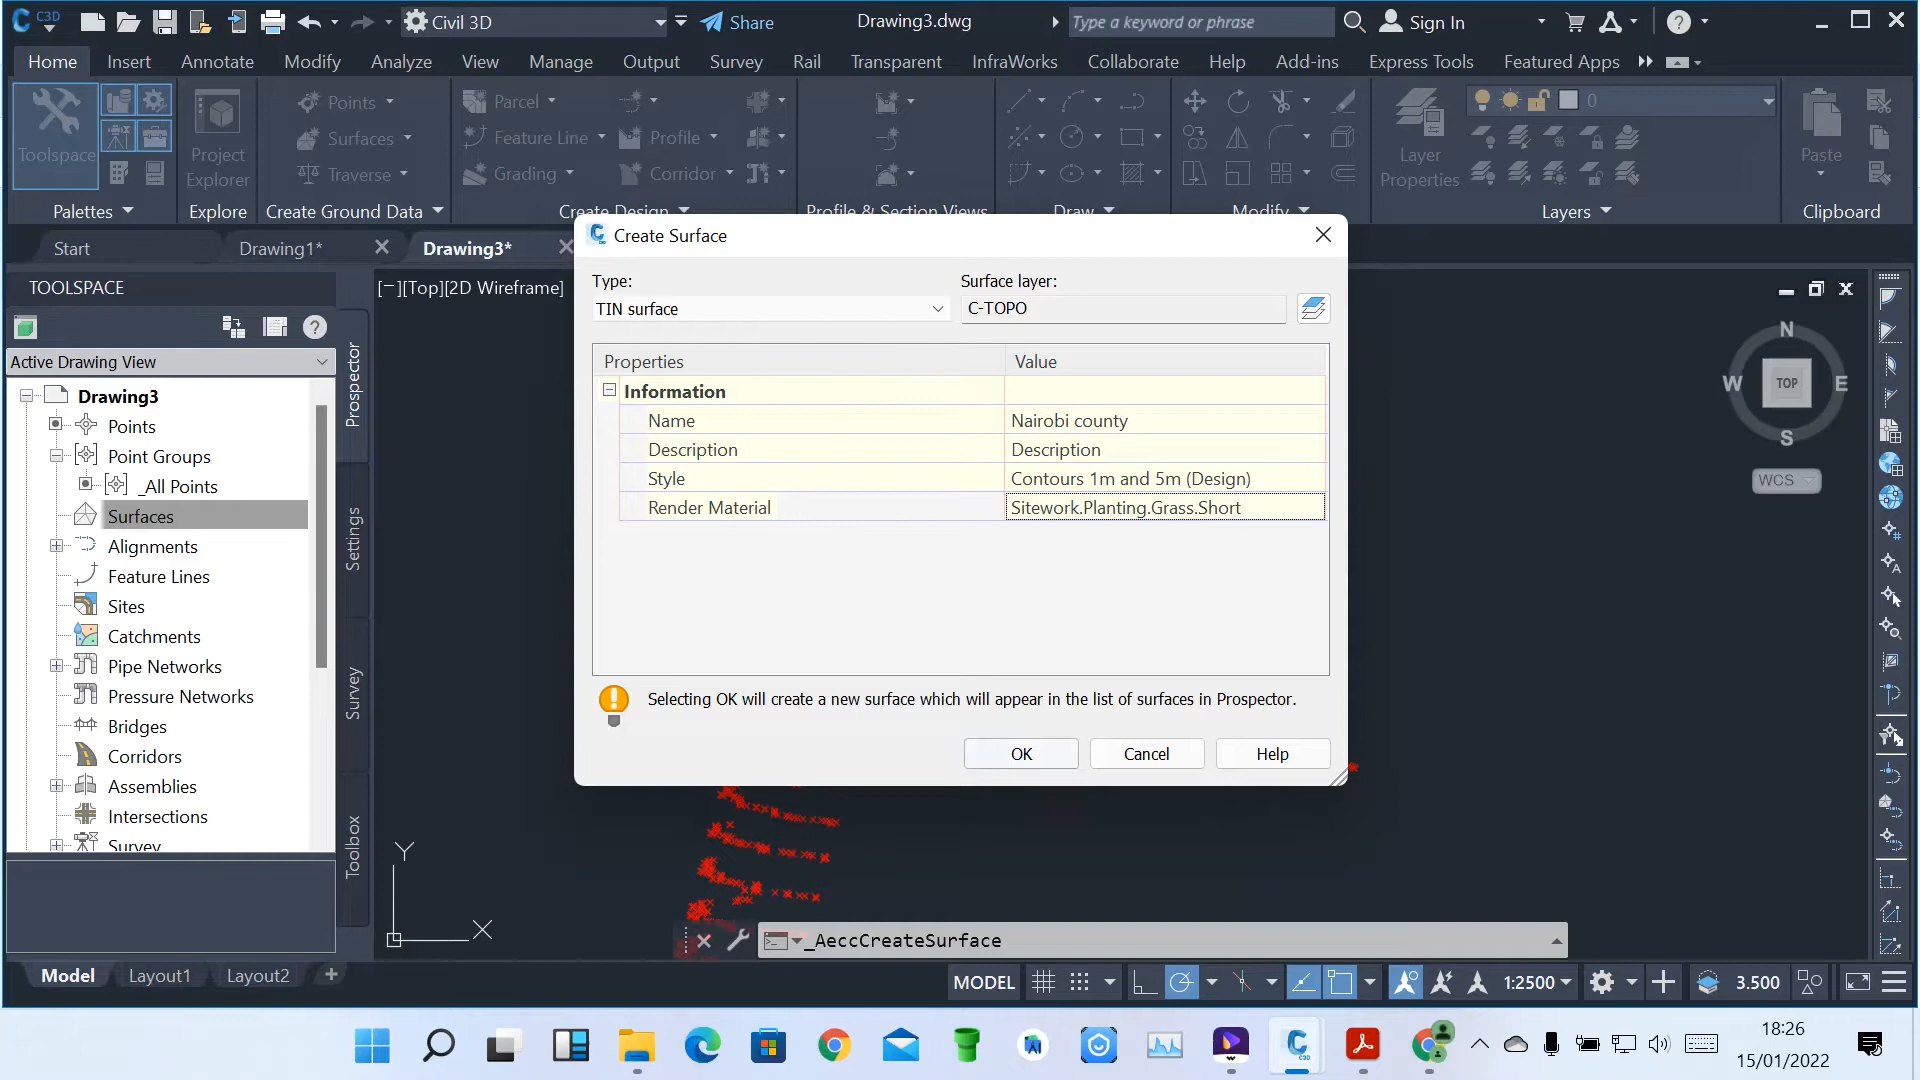 C3D
Civil 3D
Share
Drawing3.dwg
Type a keyword or phrase
Sign In
Home
Insert
Annotate
Modify
Analyze
View
Manage
Output
Survey
Rail
Transparent
InfraWorks
Collaborate
Help
Add-ins
Express Tools
Featured Apps
Toolspace
Project Explorer
Points
Surfaces
Traverse
Parcel
Feature Line
Grading
Profile
Corridor
Layer Properties
0
Paste
Palettes
Explore
Create Ground Data
Create Design
Profile & Section Views
Draw
Modify
Layers
Clipboard
Start
Drawing1*
Drawing3*
TOOLSPACE
Active Drawing View
Drawing3
Points
Point Groups
_All Points
Surfaces
Alignments
Feature Lines
Sites
Catchments
Pipe Networks
Pressure Networks
Bridges
Corridors
Assemblies
Intersections
Survey
Prospector
Settings
Survey
Toolbox
[−][Top][2D Wireframe]
N
W
TOP
E
S
WCS
Create Surface
Type:
Surface layer:
TIN surface
C-TOPO
Properties
Value
Information
Name
Nairobi county
Description
Description
Style
Contours 1m and 5m (Design)
Render Material
Sitework.Planting.Grass.Short
Selecting OK will create a new surface which will appear in the list of surfaces in Prospector.
OK
Cancel
Help
Y
X
_AeccCreateSurface
Model
Layout1
Layout2
MODEL
1:2500
3.500
18:26
15/01/2022